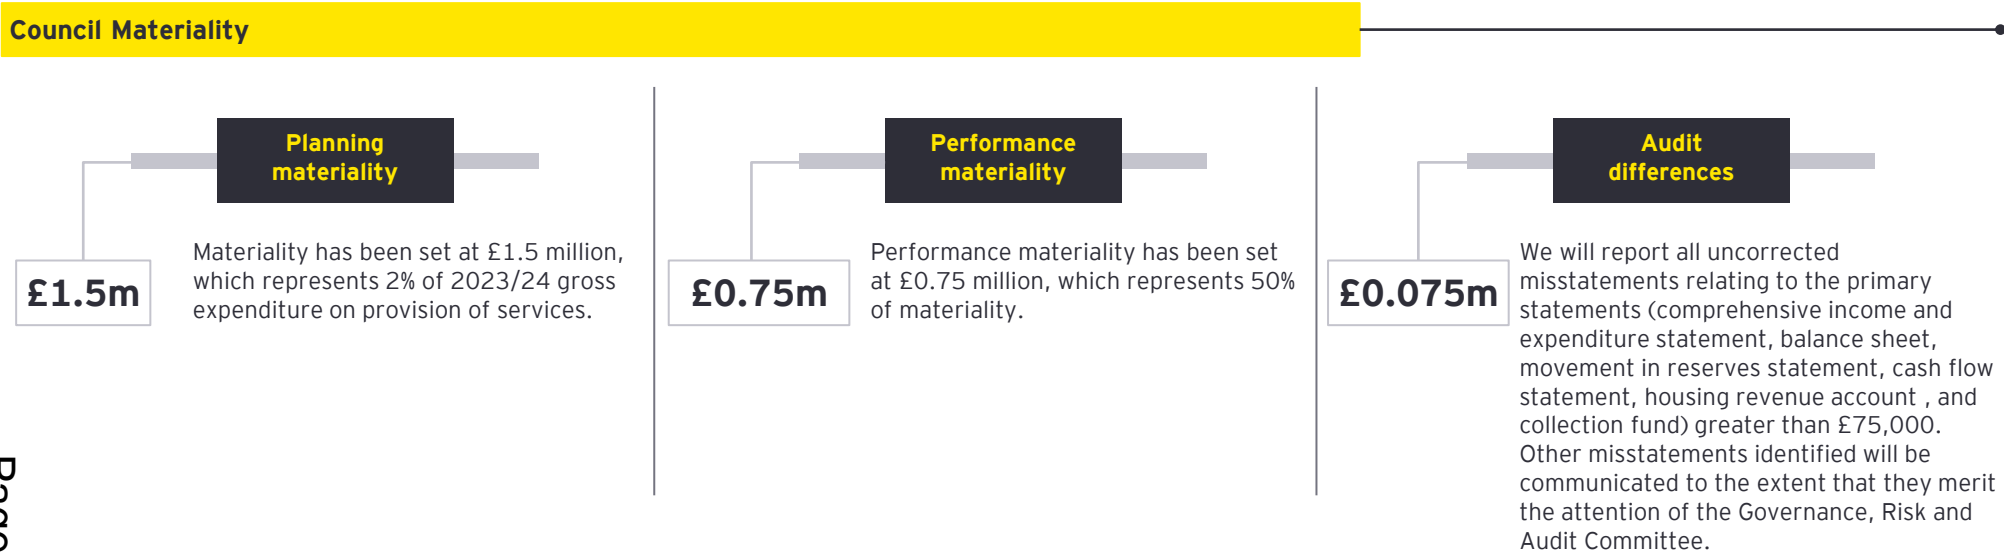 Council Materiality
Planning
materiality
£1.5m
Materiality has been set at £1.5 million,
which represents 2% of 2023/24 gross
expenditure on provision of services.
Performance
materiality
£0.75m
Performance materiality has been set
at £0.75 million, which represents 50%
of materiality.
Audit
differences
£0.075m
We will report all uncorrected
misstatements relating to the primary
statements (comprehensive income and
expenditure statement, balance sheet,
movement in reserves statement, cash flow
statement, housing revenue account , and
collection fund) greater than £75,000.
Other misstatements identified will be
communicated to the extent that they merit
the attention of the Governance, Risk and
Audit Committee.
Page